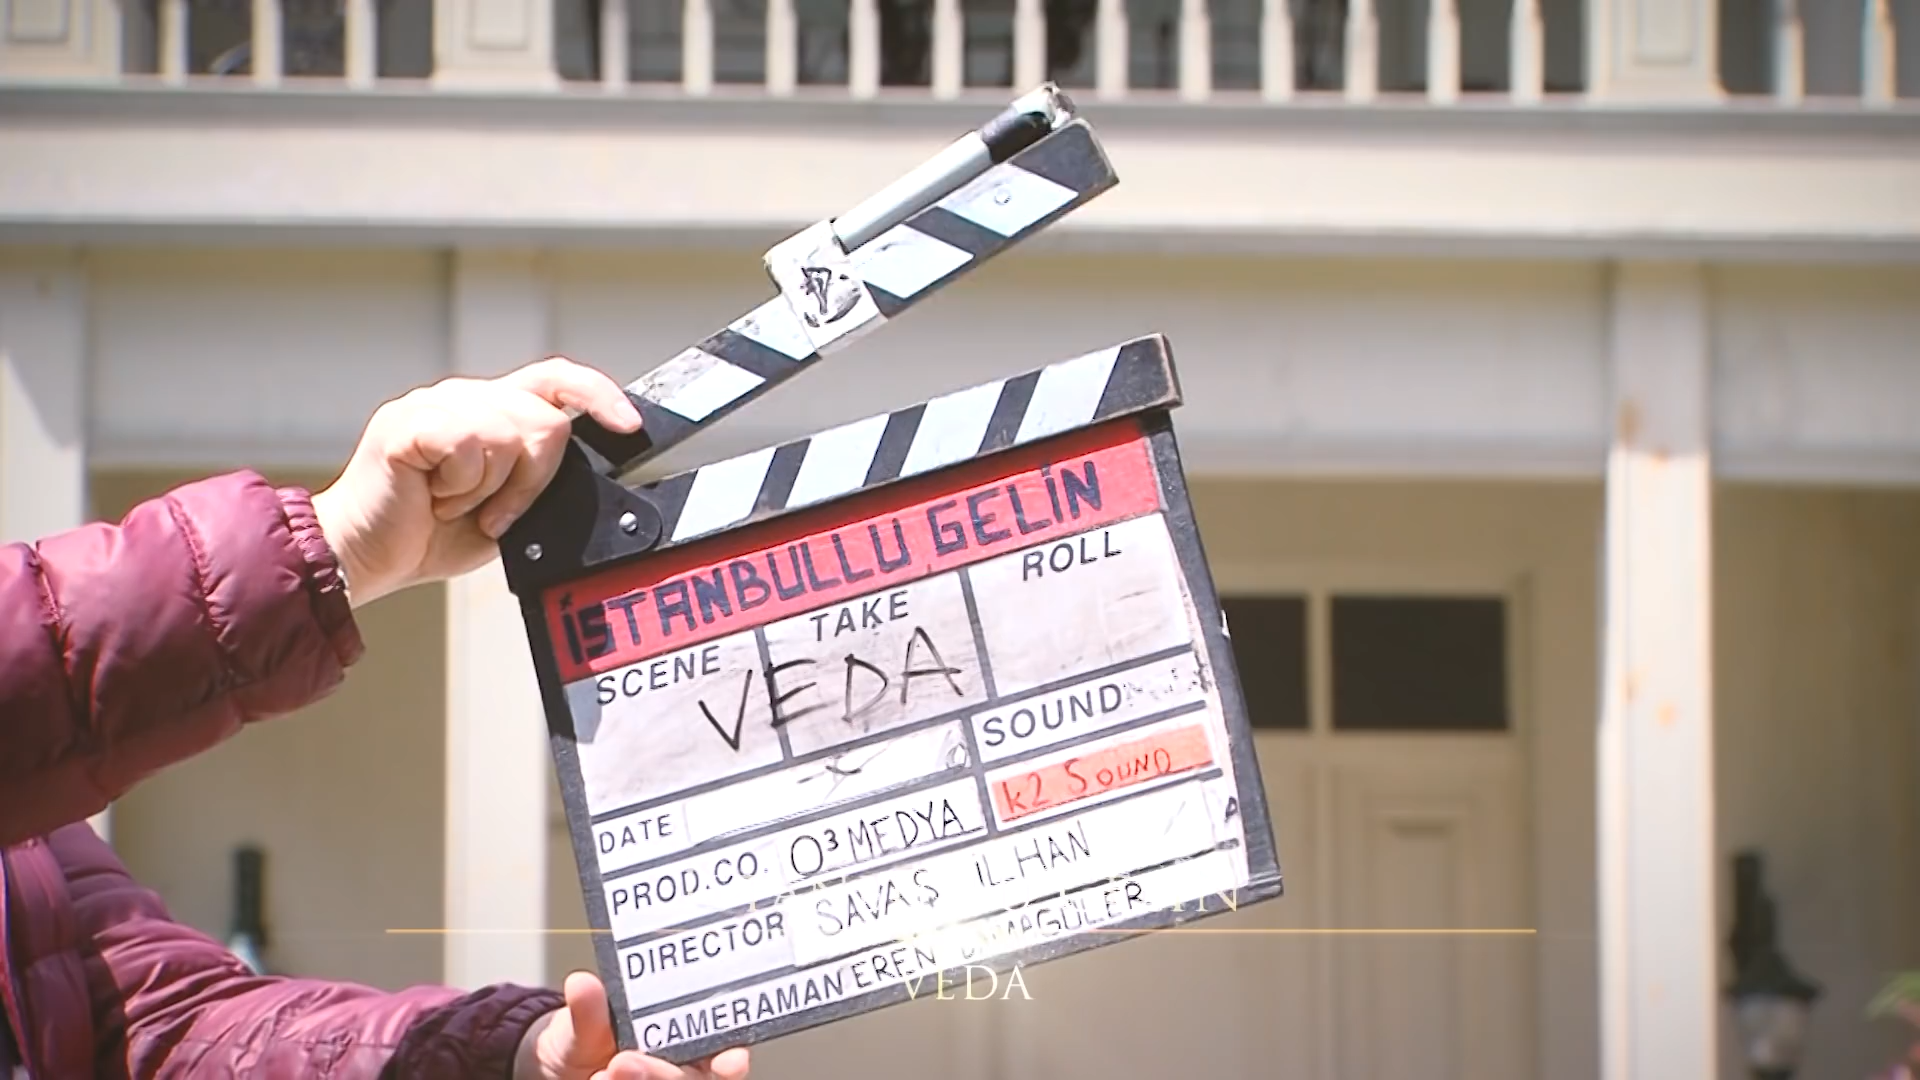 İSTANBULLU GELİN
SCENE TAKE ROLL
VEDA
SOUND
DATE
K2 SOUND
PROD.CO. O³ MEDYA
DIRECTOR SAVAŞ İLHAN
CAMERAMAN EREN
VEDA